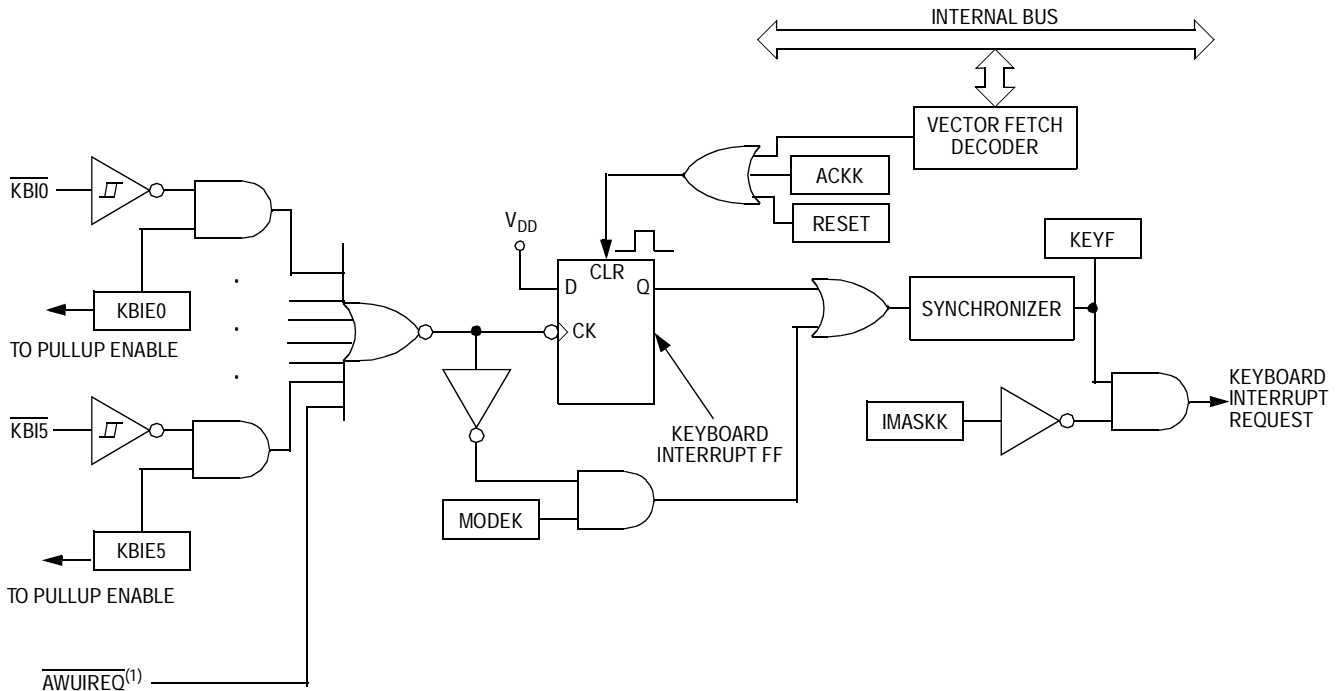 INTERNAL BUS
VECTOR FETCH
DECODER
ACKK
RESET
KBI0
KBIE0
TO PULLUP ENABLE
VDD
CLR
D
Q
CK
KEYF
SYNCHRONIZER
KBI5
KBIE5
TO PULLUP ENABLE
KEYBOARD
INTERRUPT FF
MODEK
IMASKK
KEYBOARD
INTERRUPT
REQUEST
AWUIREQ(1)